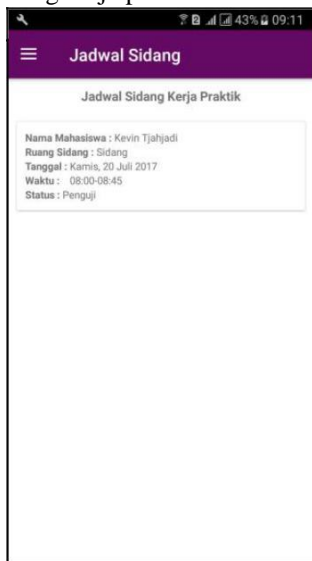 43% 09:11
Jadwal Sidang
Jadwal Sidang Kerja Praktik
Nama Mahasiswa : Kevin Tjahjadi
Ruang Sidang : Sidang
Tanggal : Kamis, 20 Juli 2017
Waktu : 08:00-08:45
Status : Penguji